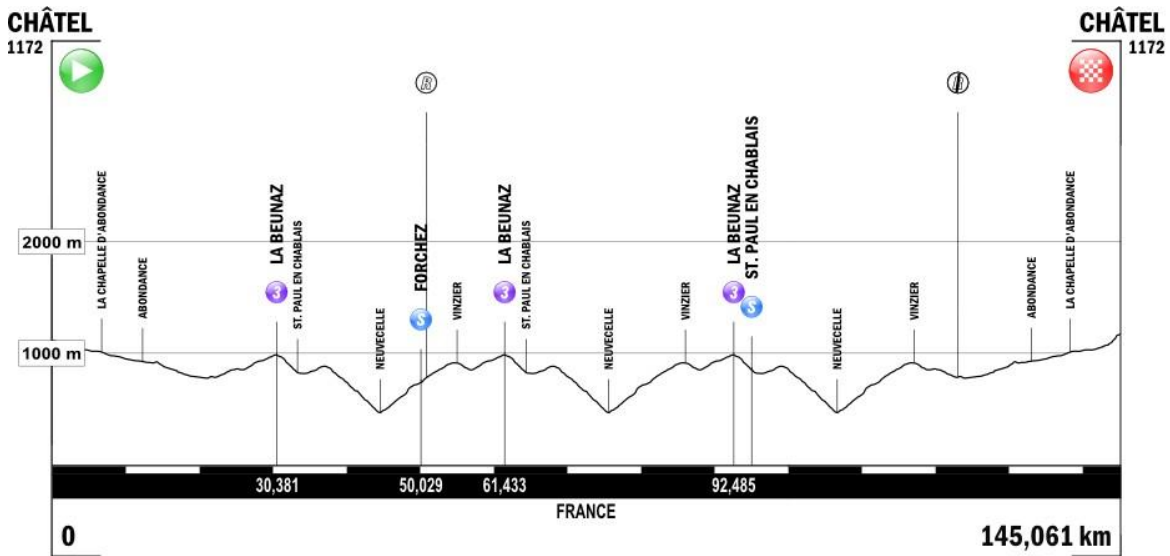 CHÂTEL
1172
CHÂTEL
1172
R
R
2000 m
1000 m
LA CHAPELLE D'ABONDANCE
ABONDANCE
LA BEUNAZ
3
ST. PAUL EN CHABLAIS
NEUVECELLE
FORCHEZ
S
VINZIER
LA BEUNAZ
3
ST. PAUL EN CHABLAIS
NEUVECELLE
VINZIER
LA BEUNAZ
3
ST. PAUL EN CHABLAIS
S
NEUVECELLE
VINZIER
ABONDANCE
LA CHAPELLE D'ABONDANCE
30,381
50,029
61,433
92,485
FRANCE
0
145,061 km